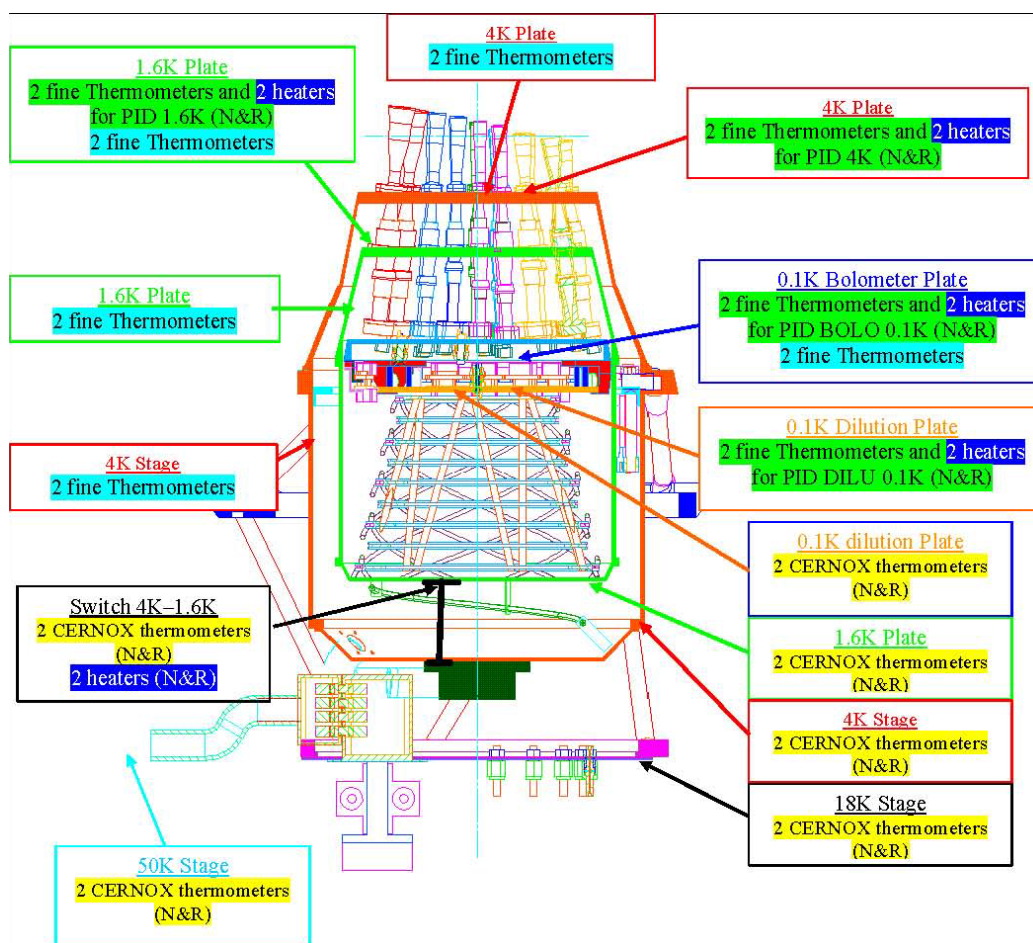 4K Plate
2 fine Thermometers
1.6K Plate
2 fine Thermometers and 2 heaters
for PID 1.6K (N&R)
2 fine Thermometers
4K Plate
2 fine Thermometers and 2 heaters
for PID 4K (N&R)
1.6K Plate
2 fine Thermometers
0.1K Bolometer Plate
2 fine Thermometers and 2 heaters
for PID BOLO 0.1K (N&R)
2 fine Thermometers
4K Stage
2 fine Thermometers
0.1K Dilution Plate
2 fine Thermometers and 2 heaters
for PID DILU 0.1K (N&R)
0.1K dilution Plate
2 CERNOX thermometers
(N&R)
Switch 4K–1.6K
2 CERNOX thermometers
(N&R)
2 heaters (N&R)
1.6K Plate
2 CERNOX thermometers
(N&R)
4K Stage
2 CERNOX thermometers
(N&R)
18K Stage
2 CERNOX thermometers
(N&R)
50K Stage
2 CERNOX thermometers
(N&R)